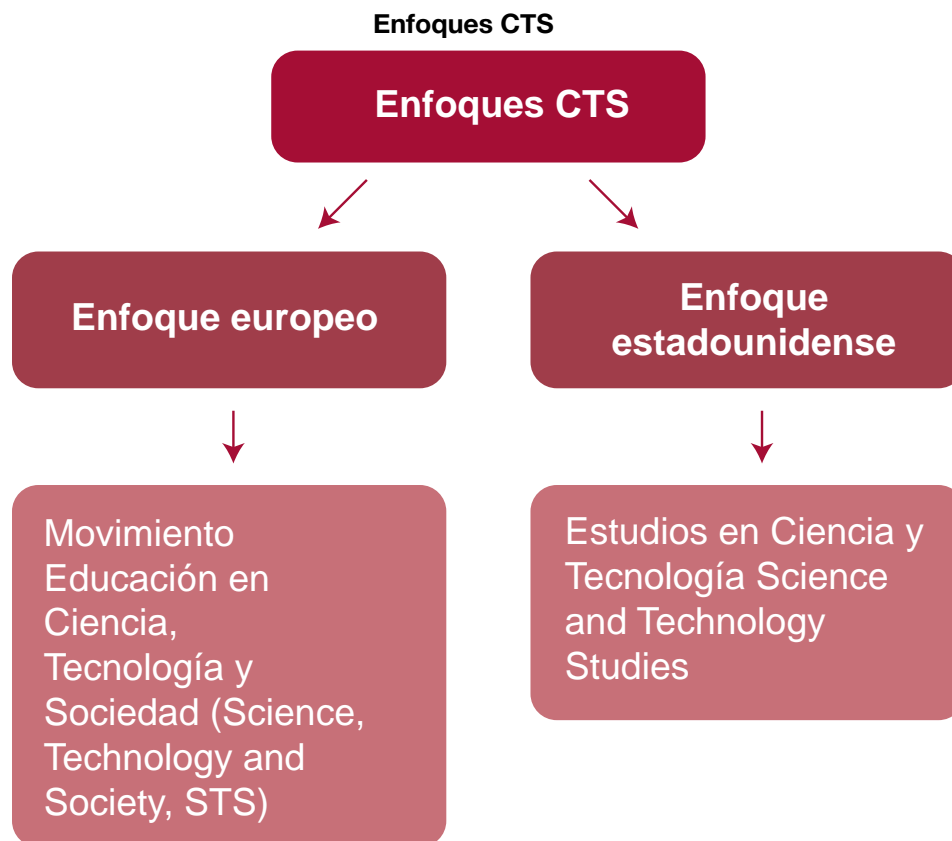 Enfoques CTS
Enfoques CTS
Enfoque europeo
Enfoque
estadounidense
Movimiento
Educación en
Ciencia,
Tecnología y
Sociedad (Science,
Technology and
Society, STS)
Estudios en Ciencia y
Tecnología Science
and Technology
Studies